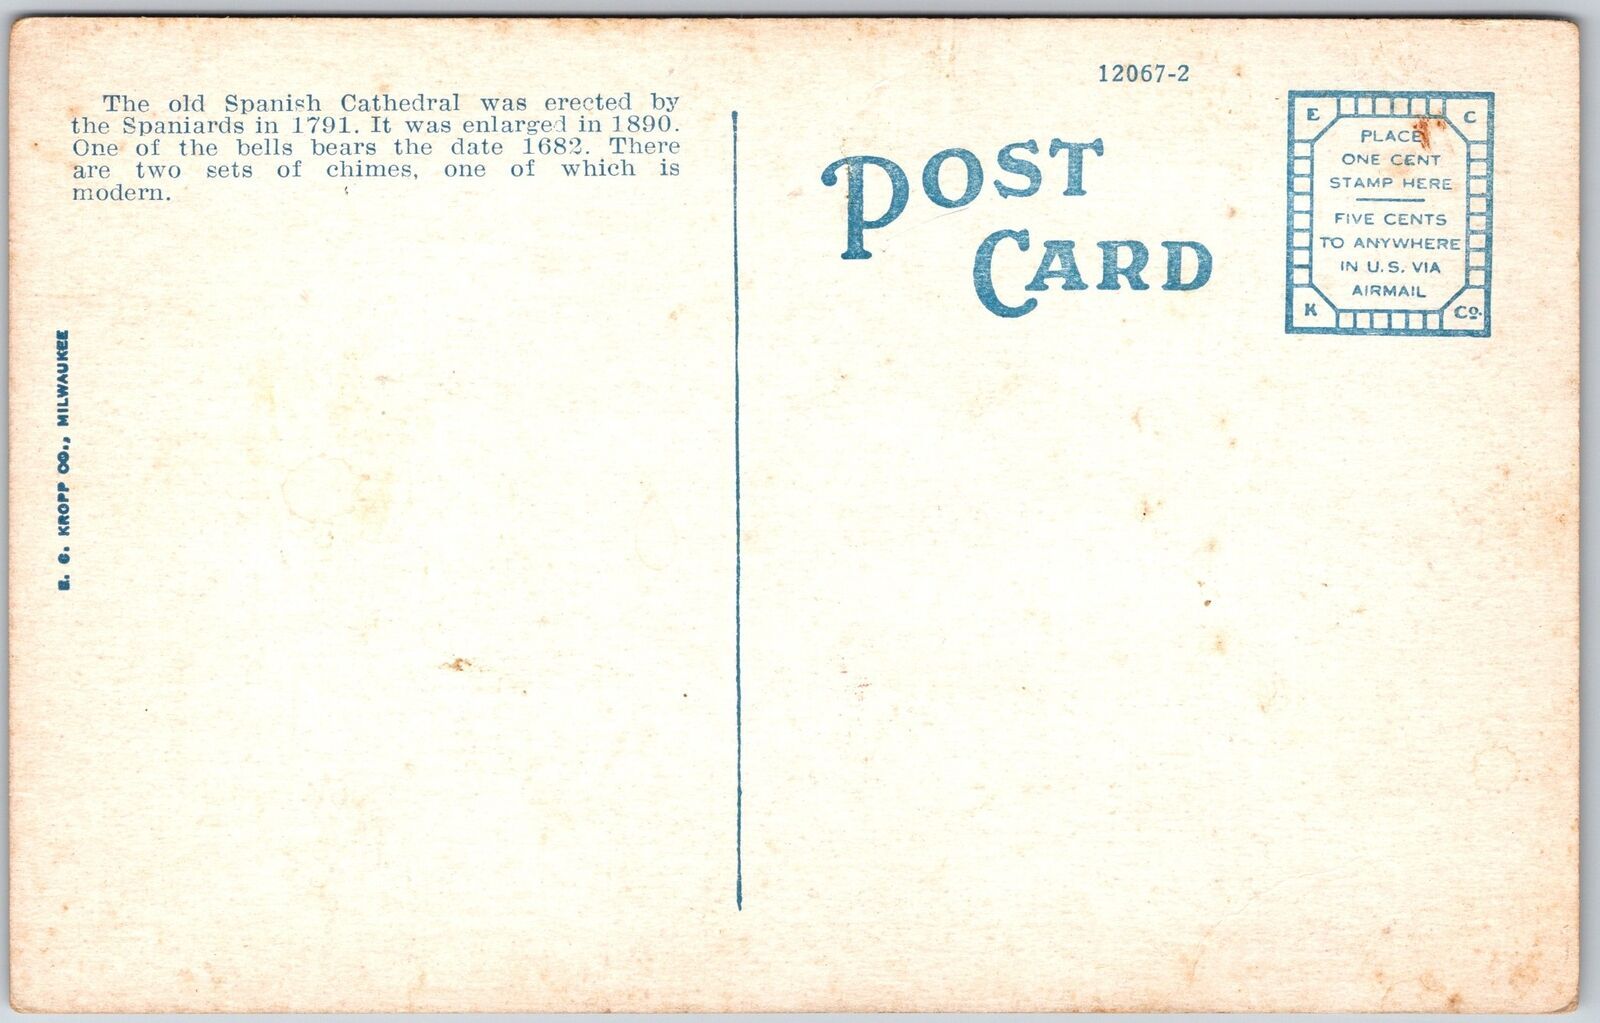 The old Spanish Cathedral was erected by
the Spaniards in 1791. It was enlarged in 1890.
One of the bells bears the date 1682. There
are two sets of chimes, one of which is
modern.
E. C. KROPP CO., MILWAUKEE
12067-2
POST
CARD
E C
PLACE
ONE CENT
STAMP HERE
FIVE CENTS
TO ANYWHERE
IN U.S. VIA
AIRMAIL
K Co.